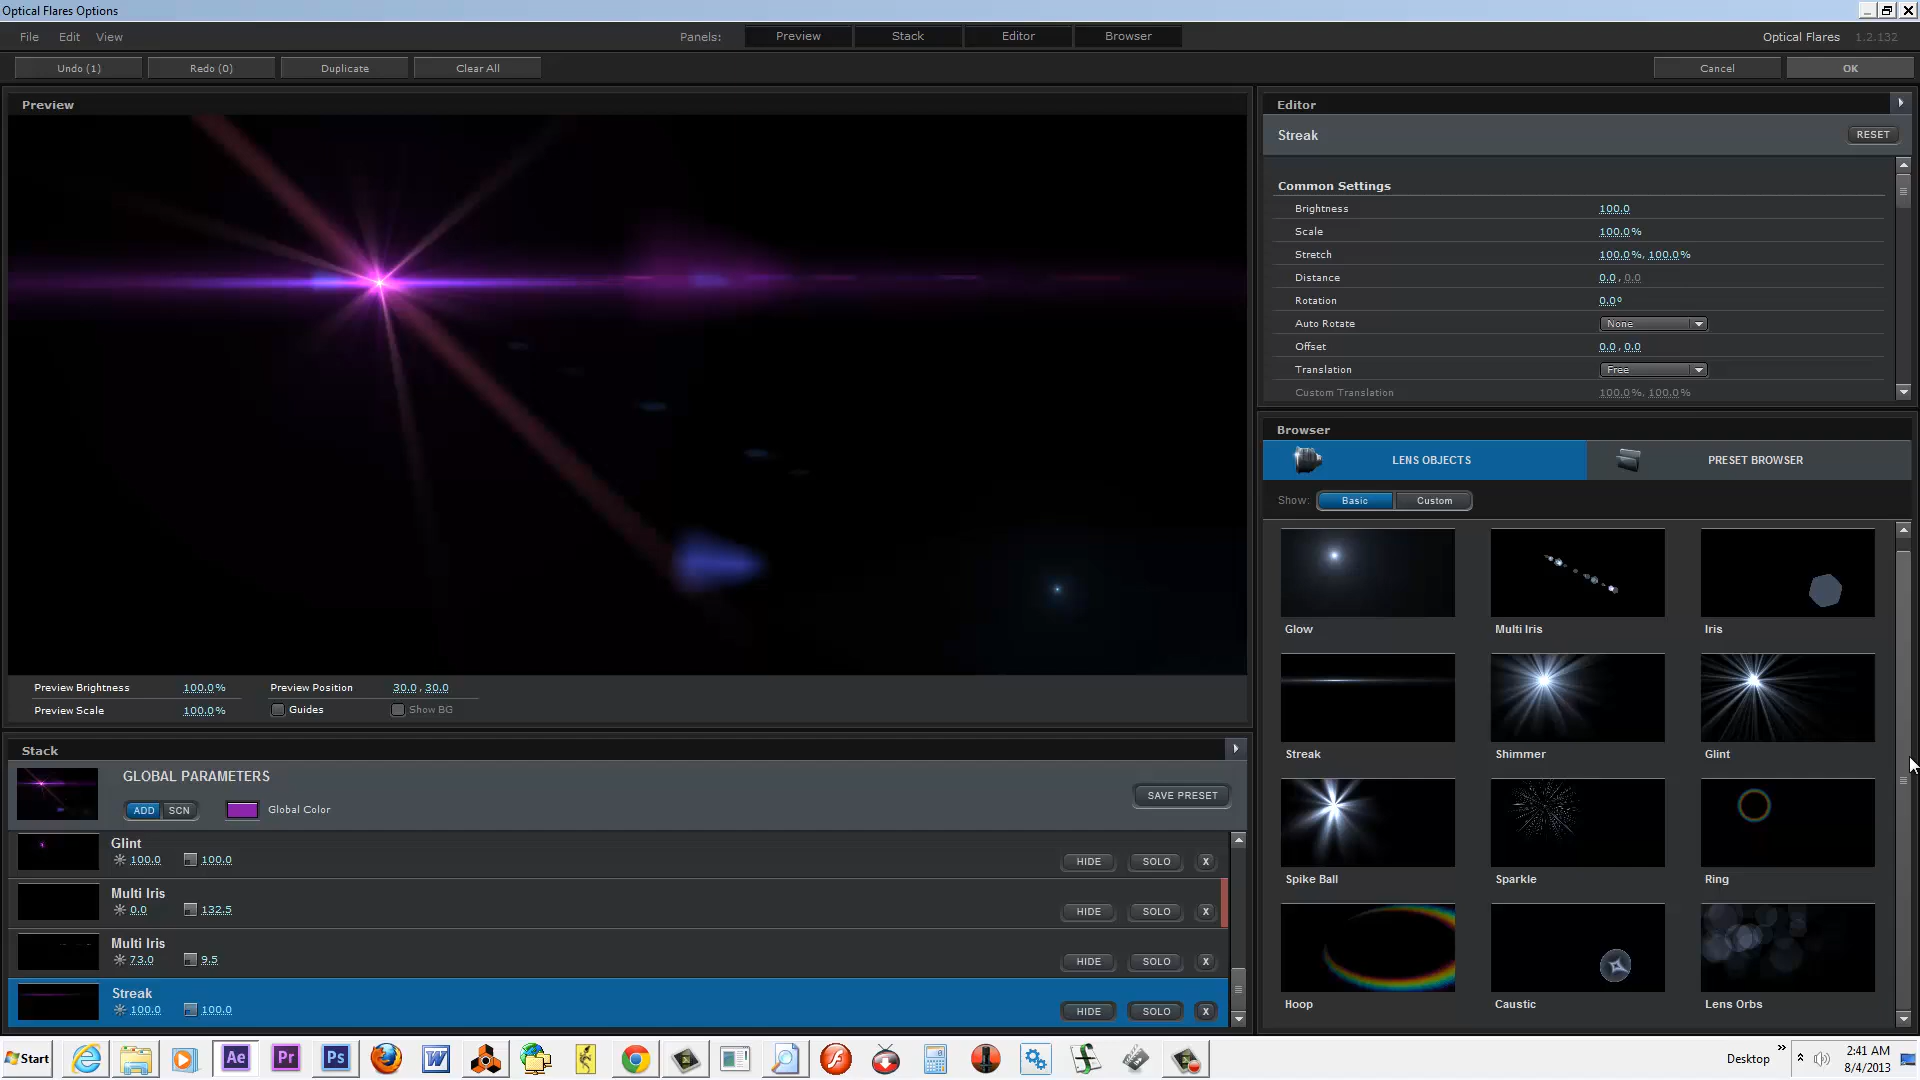 Optical Flares Options
File Edit View
Panels: Preview Stack Editor Browser
Optical Flares 1.2.132
Undo (1) Redo (0) Duplicate Clear All
Cancel OK
Preview
Preview Brightness 100.0% Preview Position 30.0 , 30.0
Preview Scale 100.0% Guides Show BG
Stack
GLOBAL PARAMETERS
ADD SCN Global Color
SAVE PRESET
Glint
100.0 100.0 HIDE SOLO X
Multi Iris
0.0 132.5 HIDE SOLO X
Multi Iris
73.0 9.5 HIDE SOLO X
Streak
100.0 100.0 HIDE SOLO X
Editor
Streak RESET
Common Settings
Brightness 100.0
Scale 100.0%
Stretch 100.0%, 100.0%
Distance 0.0 , 0.0
Rotation 0.0º
Auto Rotate None
Offset 0.0 , 0.0
Translation Free
Custom Translation 100.0%, 100.0%
Browser
LENS OBJECTS PRESET BROWSER
Show: Basic Custom
Glow Multi Iris Iris
Streak Shimmer Glint
Spike Ball Sparkle Ring
Hoop Caustic Lens Orbs
Start Ae Pr Ps W
Desktop
2:41 AM
8/4/2013